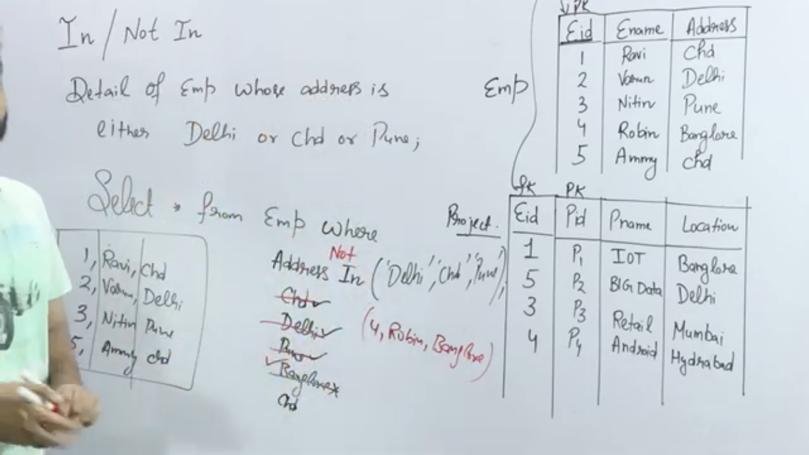 In / Not In
Detail of Emp whose address is
either Delhi or Chd or Pune;
Select * from Emp where
Not
Address In ('Delhi','Chd','Pune');
Chd
Delhi
Pune
Banglore
Chd
(4, Robin, Banglore)
1, Ravi, Chd
2, Varun, Delhi
3, Nitin Pune
5, Ammy chd
Emp
PK
Eid Ename Address
1 Ravi Chd
2 Varun Delhi
3 Nitin Pune
4 Robin Banglore
5 Ammy chd
Project
fK PK
Eid Pid Pname Location
1 P1 IOT Banglore
5 P2 BIG Data Delhi
3 P3 Retail Mumbai
4 P4 Android Hydrabad